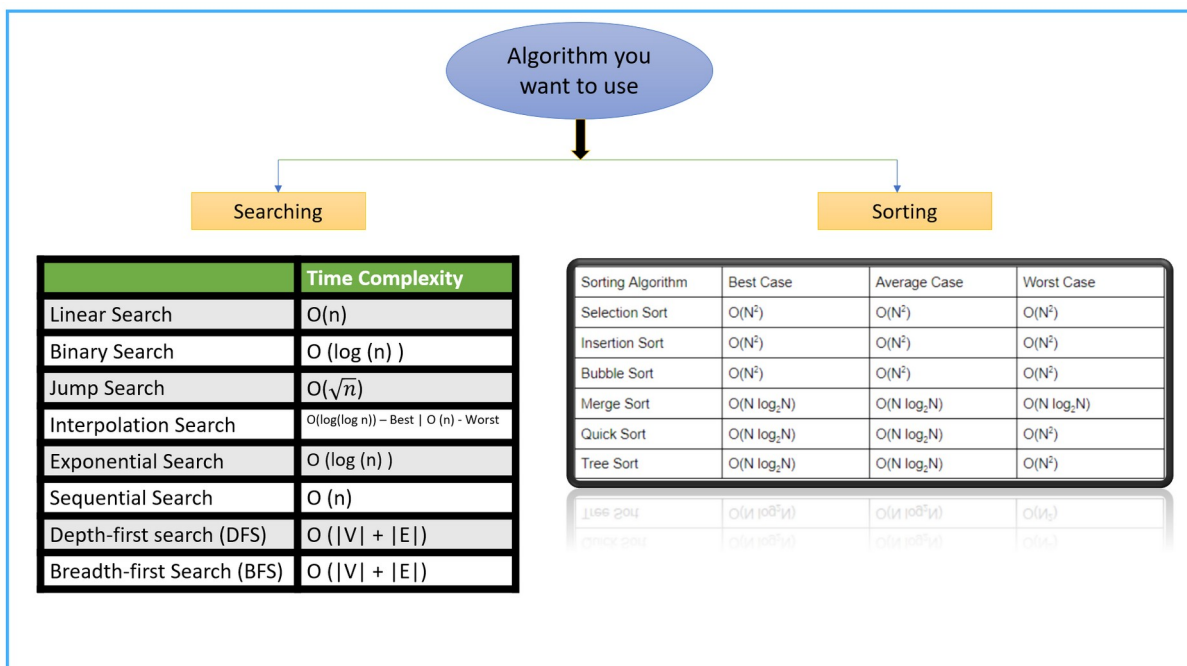 Algorithm you
want to use
Searching
Sorting
Time Complexity
Linear Search O(n)
Binary Search O (log (n) )
Jump Search O(√n)
Interpolation Search O(log(log n)) – Best | O (n) - Worst
Exponential Search O (log (n) )
Sequential Search O (n)
Depth-first search (DFS) O (|V| + |E|)
Breadth-first Search (BFS) O (|V| + |E|)
Sorting Algorithm Best Case Average Case Worst Case
Selection Sort O(N²) O(N²) O(N²)
Insertion Sort O(N²) O(N²) O(N²)
Bubble Sort O(N²) O(N²) O(N²)
Merge Sort O(N log₂N) O(N log₂N) O(N log₂N)
Quick Sort O(N log₂N) O(N log₂N) O(N²)
Tree Sort O(N log₂N) O(N log₂N) O(N²)